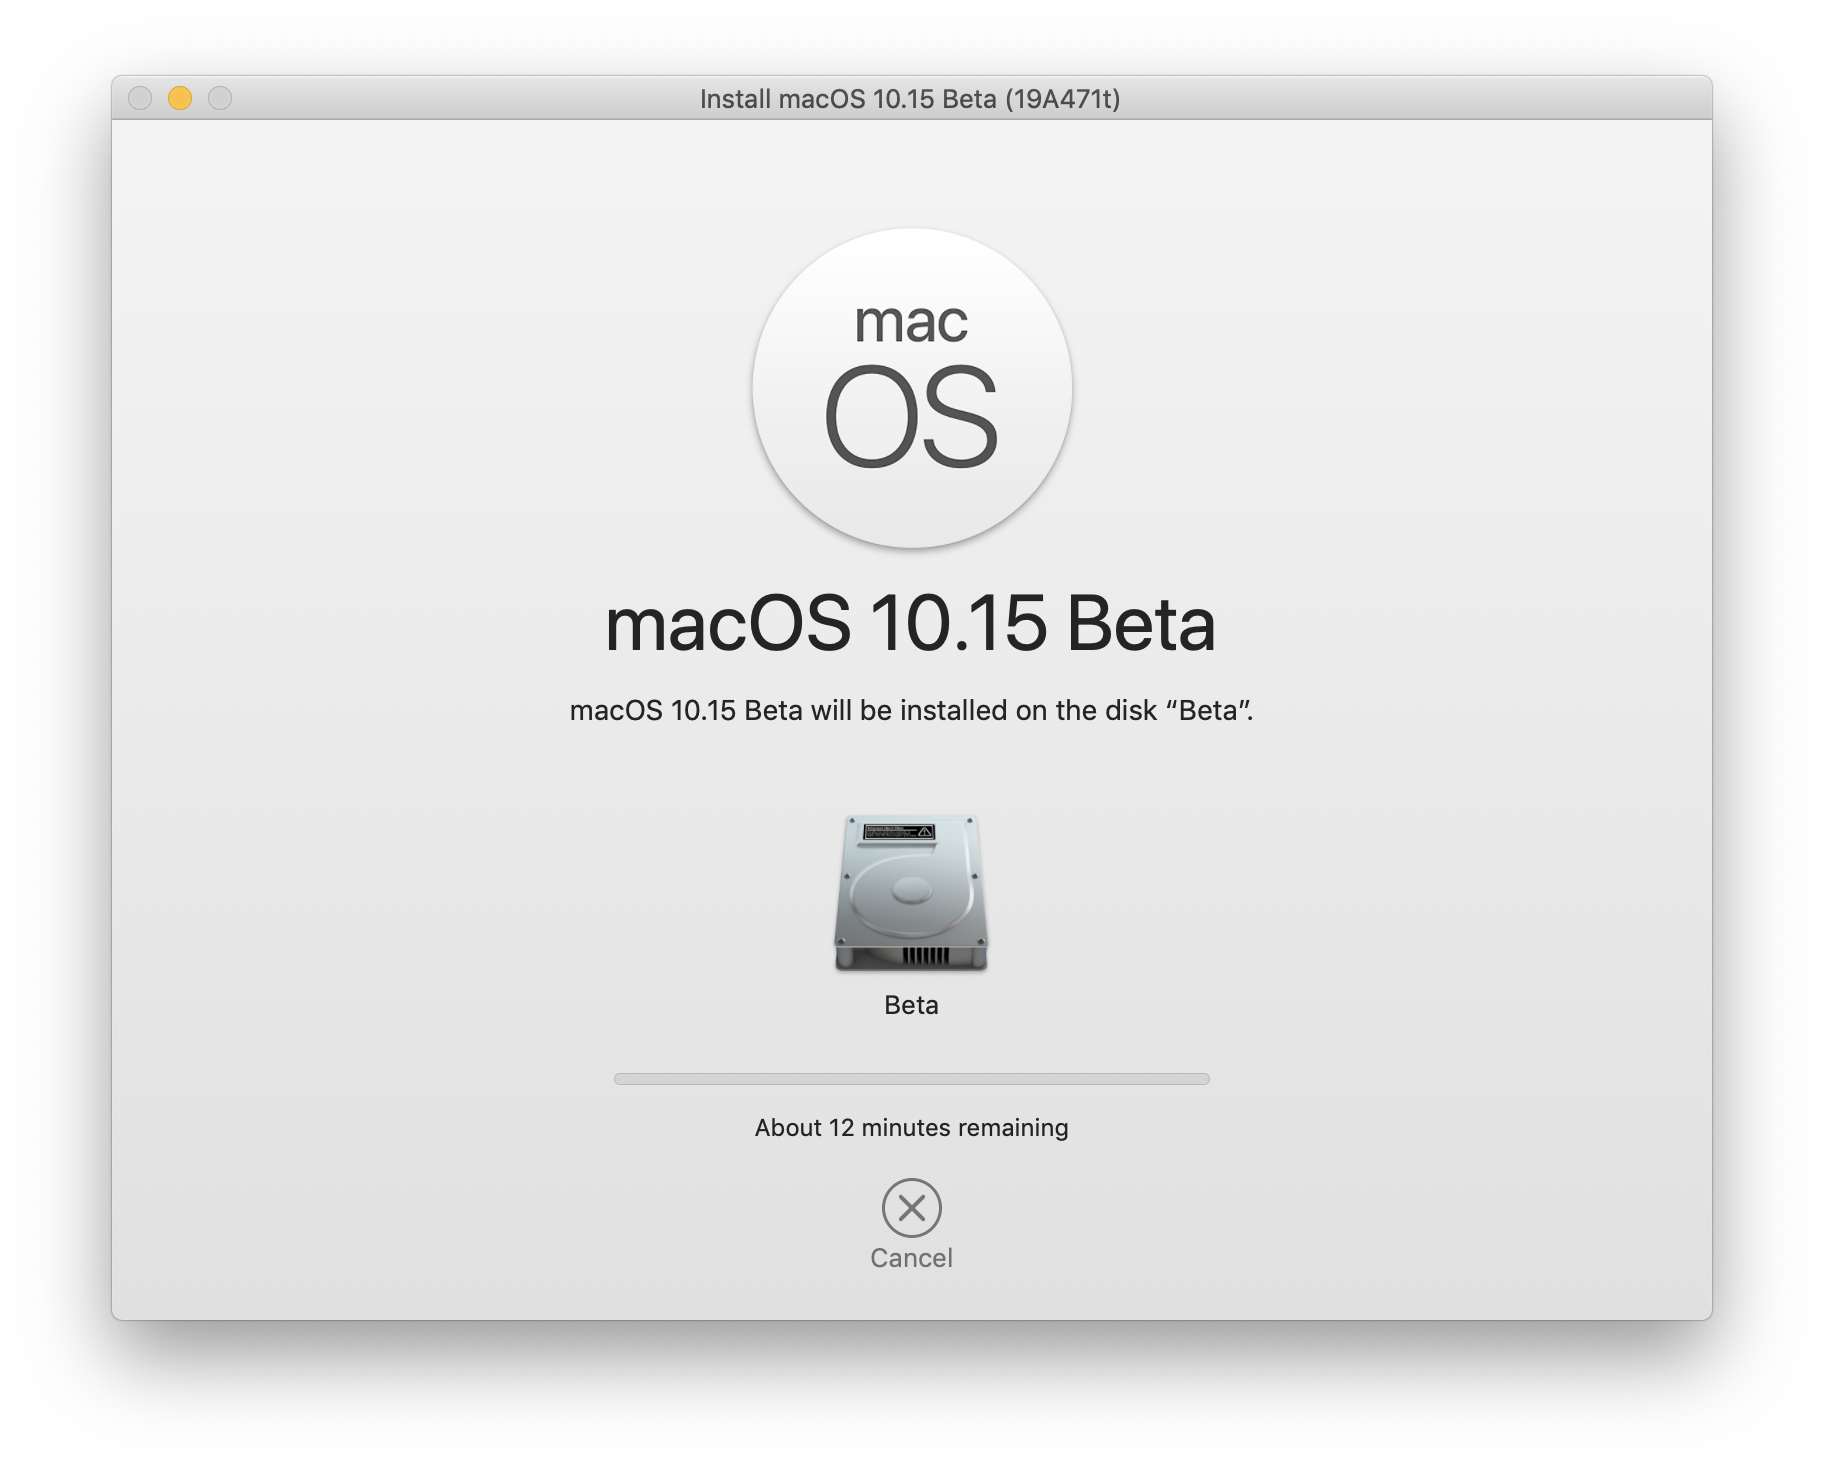 Install macOS 10.15 Beta (19A471t)
mac
OS
macOS 10.15 Beta
macOS 10.15 Beta will be installed on the disk “Beta”.
Beta
About 12 minutes remaining
Cancel